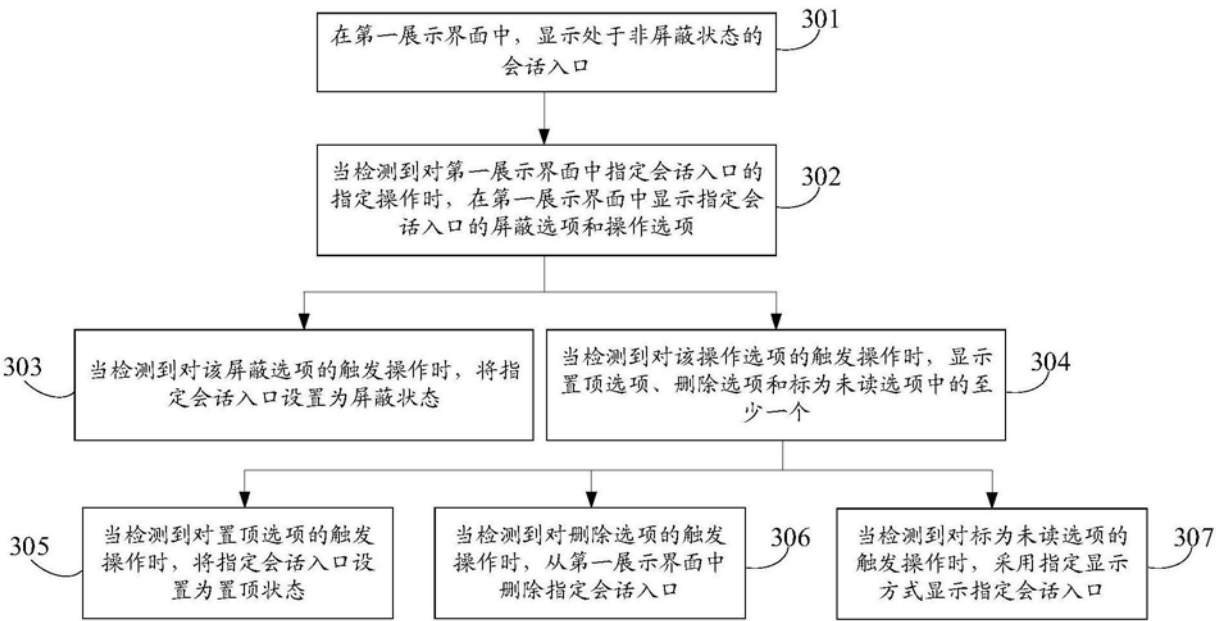 在第一展示界面中，显示处于非屏蔽状态的
会话入口
301
当检测到对第一展示界面中指定会话入口的
指定操作时，在第一展示界面中显示指定会
话入口的屏蔽选项和操作选项
302
303
当检测到对该屏蔽选项的触发操作时，将指
定会话入口设置为屏蔽状态
当检测到对该操作选项的触发操作时，显示
置顶选项、删除选项和标为未读选项中的至
少一个
304
305
当检测到对置顶选项的触发
操作时，将指定会话入口设
置为置顶状态
当检测到对删除选项的触发
操作时，从第一展示界面中
删除指定会话入口
306
当检测到对标为未读选项的
触发操作时，采用指定显示
方式显示指定会话入口
307